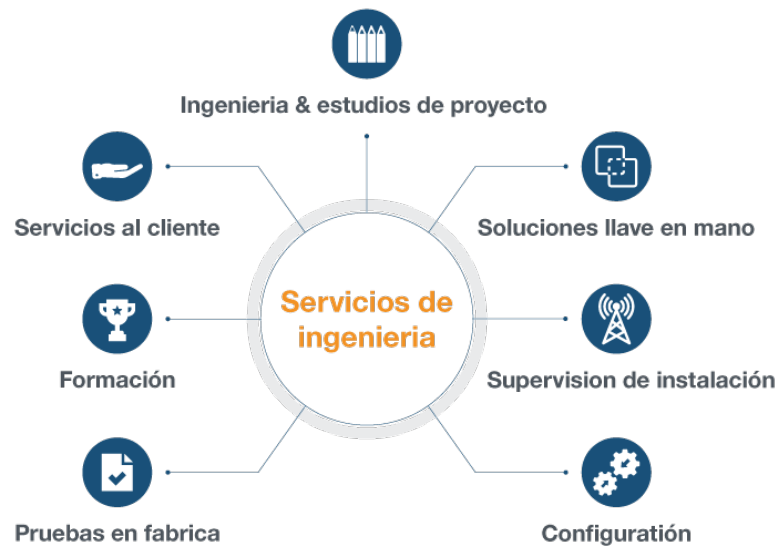 Ingenieria & estudios de proyecto
Servicios al cliente
Soluciones llave en mano
Servicios de
ingenieria
Formación
Supervision de instalación
Pruebas en fabrica
Configuratión